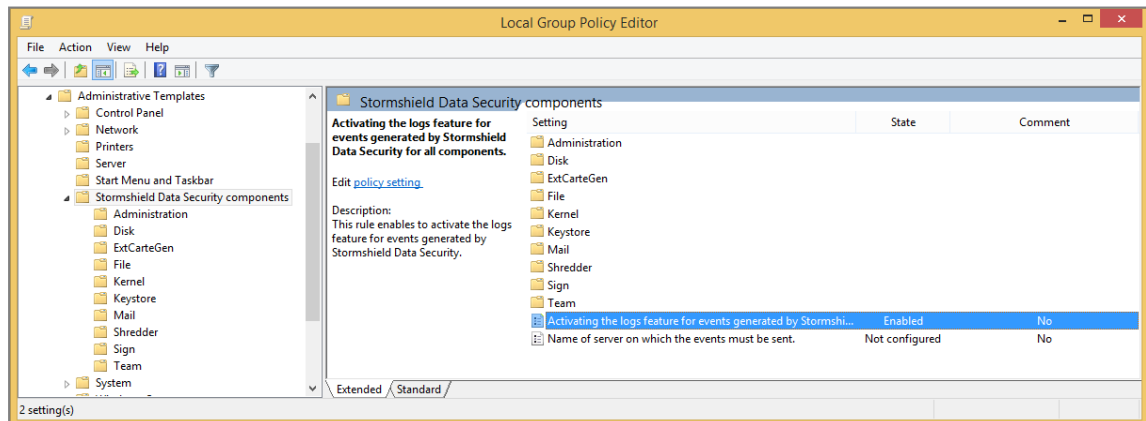 Local Group Policy Editor
File Action View Help
Administrative Templates
Control Panel
Network
Printers
Server
Start Menu and Taskbar
Stormshield Data Security components
Administration
Disk
ExtCarteGen
File
Kernel
Keystore
Mail
Shredder
Sign
Team
System
Stormshield Data Security components
Activating the logs feature for
events generated by Stormshield
Data Security for all components.
Edit policy setting
Description:
This rule enables to activate the logs
feature for events generated by
Stormshield Data Security.
Setting State Comment
Administration
Disk
ExtCarteGen
File
Kernel
Keystore
Mail
Shredder
Sign
Team
Activating the logs feature for events generated by Stormshi... Enabled No
Name of server on which the events must be sent. Not configured No
Extended Standard
2 setting(s)